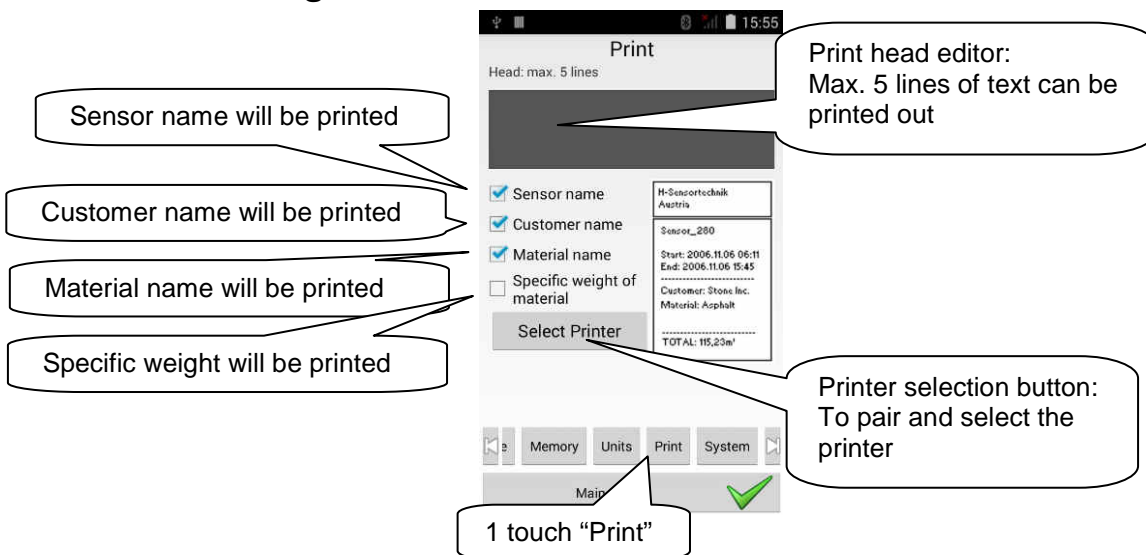 g
15:55
Print
Head: max. 5 lines
Print head editor:
Max. 5 lines of text can be
printed out
Sensor name will be printed
Customer name will be printed
Material name will be printed
Specific weight will be printed
Sensor name
Customer name
Material name
Specific weight of
material
Select Printer
H-Sensortechnik
Austria
Sensor_280
Start: 2006.11.06 06:11
End: 2006.11.06 15:45
Customer: Stone Inc.
Material: Asphalt
TOTAL: 115,23m³
Printer selection button:
To pair and select the
printer
e Memory Units Print System
Main
1 touch “Print”